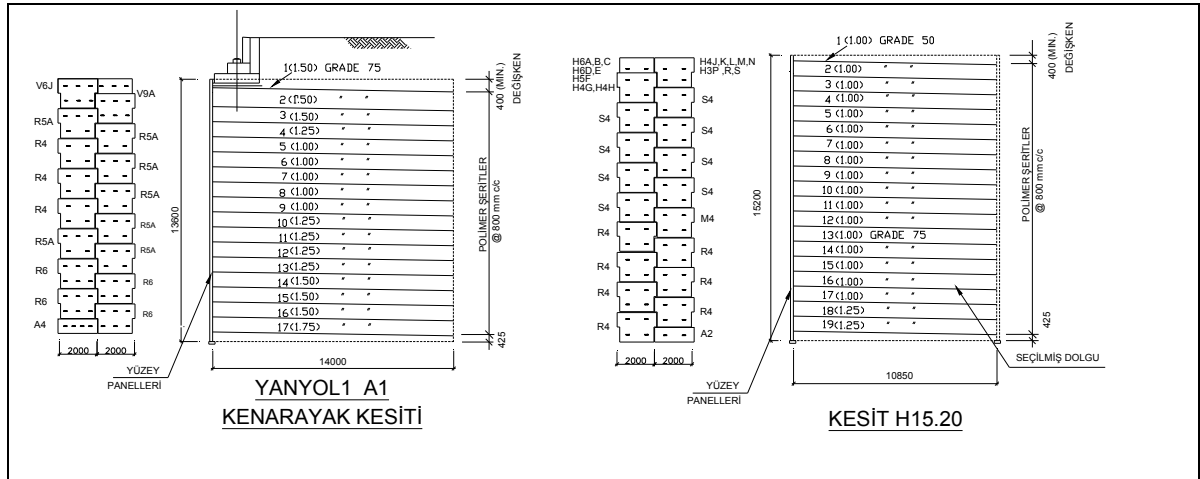 1(1.50) GRADE 75
2(1.50) " "
3(1.50) " "
4(1.25) " "
5(1.00) " "
6(1.00) " "
7(1.00) " "
8(1.00) " "
9(1.00) " "
10(1.25) " "
11(1.25) " "
12(1.25) " "
13(1.25) " "
14(1.50) " "
15(1.50) " "
16(1.50) " "
17(1.75) " "
V6J
R5A
R4
R4
R4
R5A
R6
R6
A4
V9A
R5A
R5A
R5A
R5A
R5A
R6
R6
2000 2000
13600
400 (MIN.)
DEĞİŞKEN
POLİMER ŞERİTLER
@ 800 mm c/c
425
14000
YÜZEY
PANELLERİ
YANYOL1 A1
KENARAYAK KESİTİ
H6A,B,C
H6D,E
H5F
H4G,H4H
S4
S4
S4
S4
R4
R4
R4
R4
H4J,K,L,M,N
H3P ,R,S
S4
S4
S4
S4
M4
R4
R4
R4
A2
2000 2000
15200
1(1.00) GRADE 50
2(1.00) " "
3(1.00) " "
4(1.00) " "
5(1.00) " "
6(1.00) " "
7(1.00) " "
8(1.00) " "
9(1.00) " "
10(1.00) " "
11(1.00) " "
12(1.00) " "
13(1.00) GRADE 75
14(1.00) " "
15(1.00) " "
16(1.00) " "
17(1.00) " "
18(1.25) " "
19(1.25) " "
400 (MIN.)
DEĞİŞKEN
POLİMER ŞERİTLER
@ 800 mm c/c
425
SEÇİLMİŞ DOLGU
10850
YÜZEY
PANELLERİ
KESİT H15.20